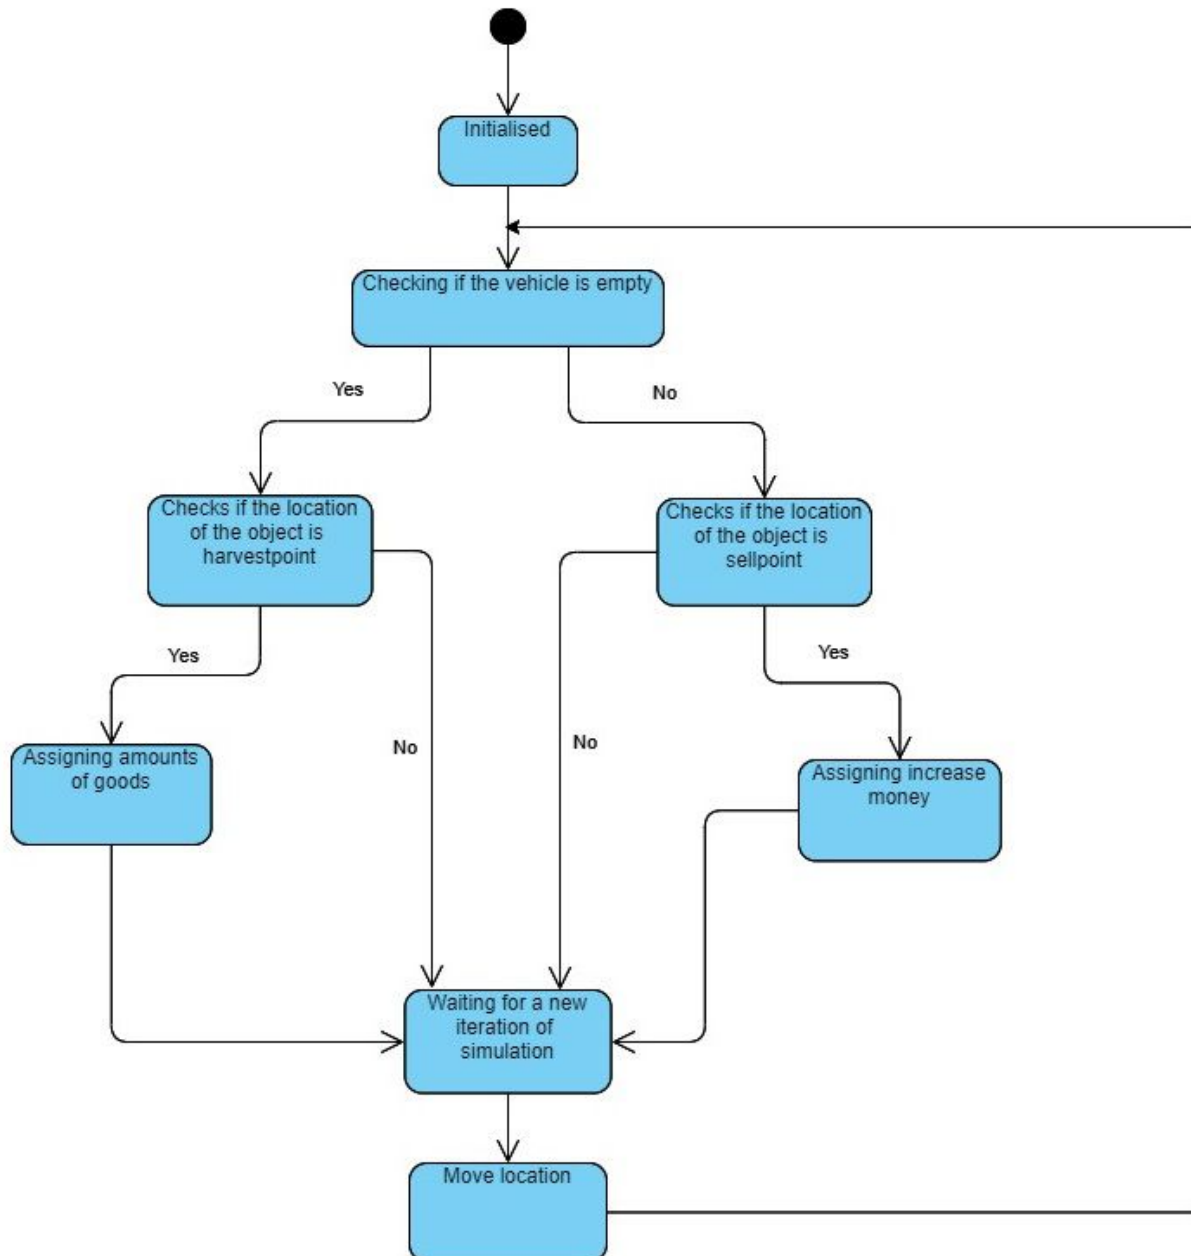 Initialised
Checking if the vehicle is empty
Yes
No
Checks if the location
of the object is
harvestpoint
Checks if the location
of the object is
sellpoint
Yes
Yes
No
No
Assigning amounts
of goods
Assigning increase
money
Waiting for a new
iteration of
simulation
Move location